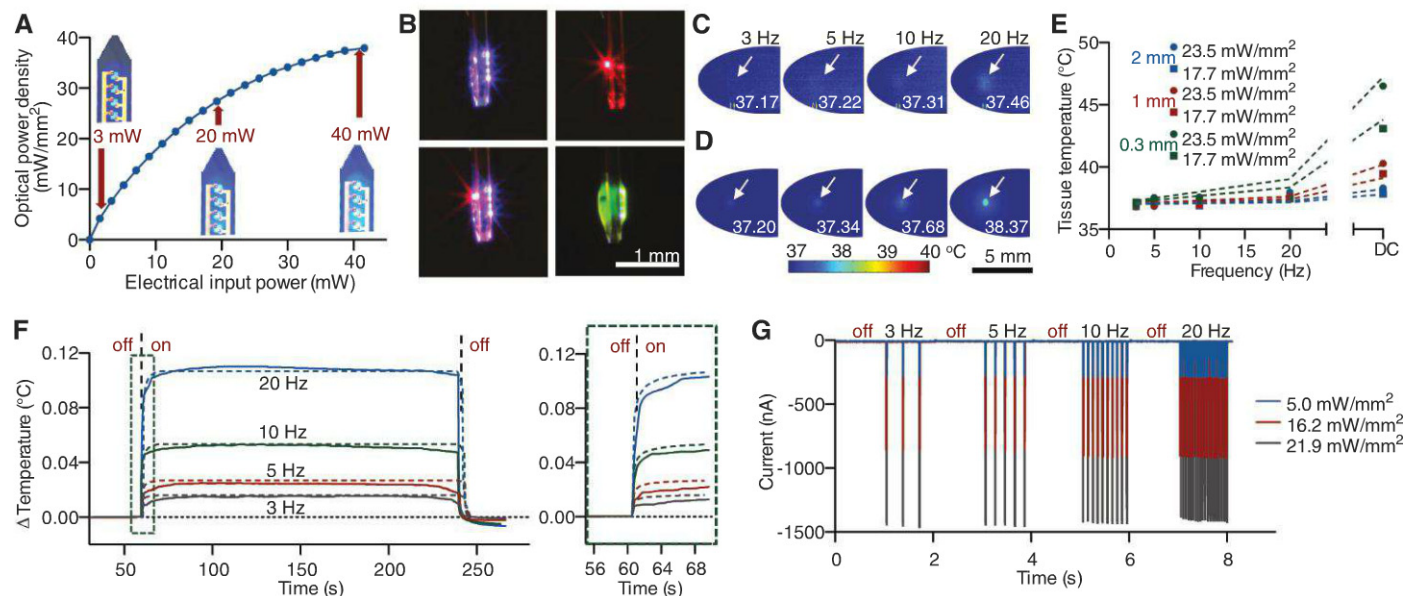 A
Optical power density
(mW/mm²)
40
30
20
10
0
3 mW
20 mW
40 mW
0 10 20 30 40
Electrical input power (mW)
B
1 mm
C
3 Hz 5 Hz 10 Hz 20 Hz
37.17 37.22 37.31 37.46
D
37.20 37.34 37.68 38.37
37 38 39 40 °C
5 mm
E
Tissue temperature (°C)
50
45
40
35
2 mm
23.5 mW/mm²
17.7 mW/mm²
1 mm
23.5 mW/mm²
17.7 mW/mm²
0.3 mm
23.5 mW/mm²
17.7 mW/mm²
0 5 10 15 20 DC
Frequency (Hz)
F
Δ Temperature (°C)
0.12
0.08
0.04
0.00
off on off
20 Hz
10 Hz
5 Hz
3 Hz
50 100 150 200 250
Time (s)
0.12
0.08
0.04
0.00
off on
56 60 64 68
Time (s)
G
Current (nA)
0
-500
-1000
-1500
off 3 Hz off 5 Hz off 10 Hz off 20 Hz
5.0 mW/mm²
16.2 mW/mm²
21.9 mW/mm²
0 2 4 6 8
Time (s)